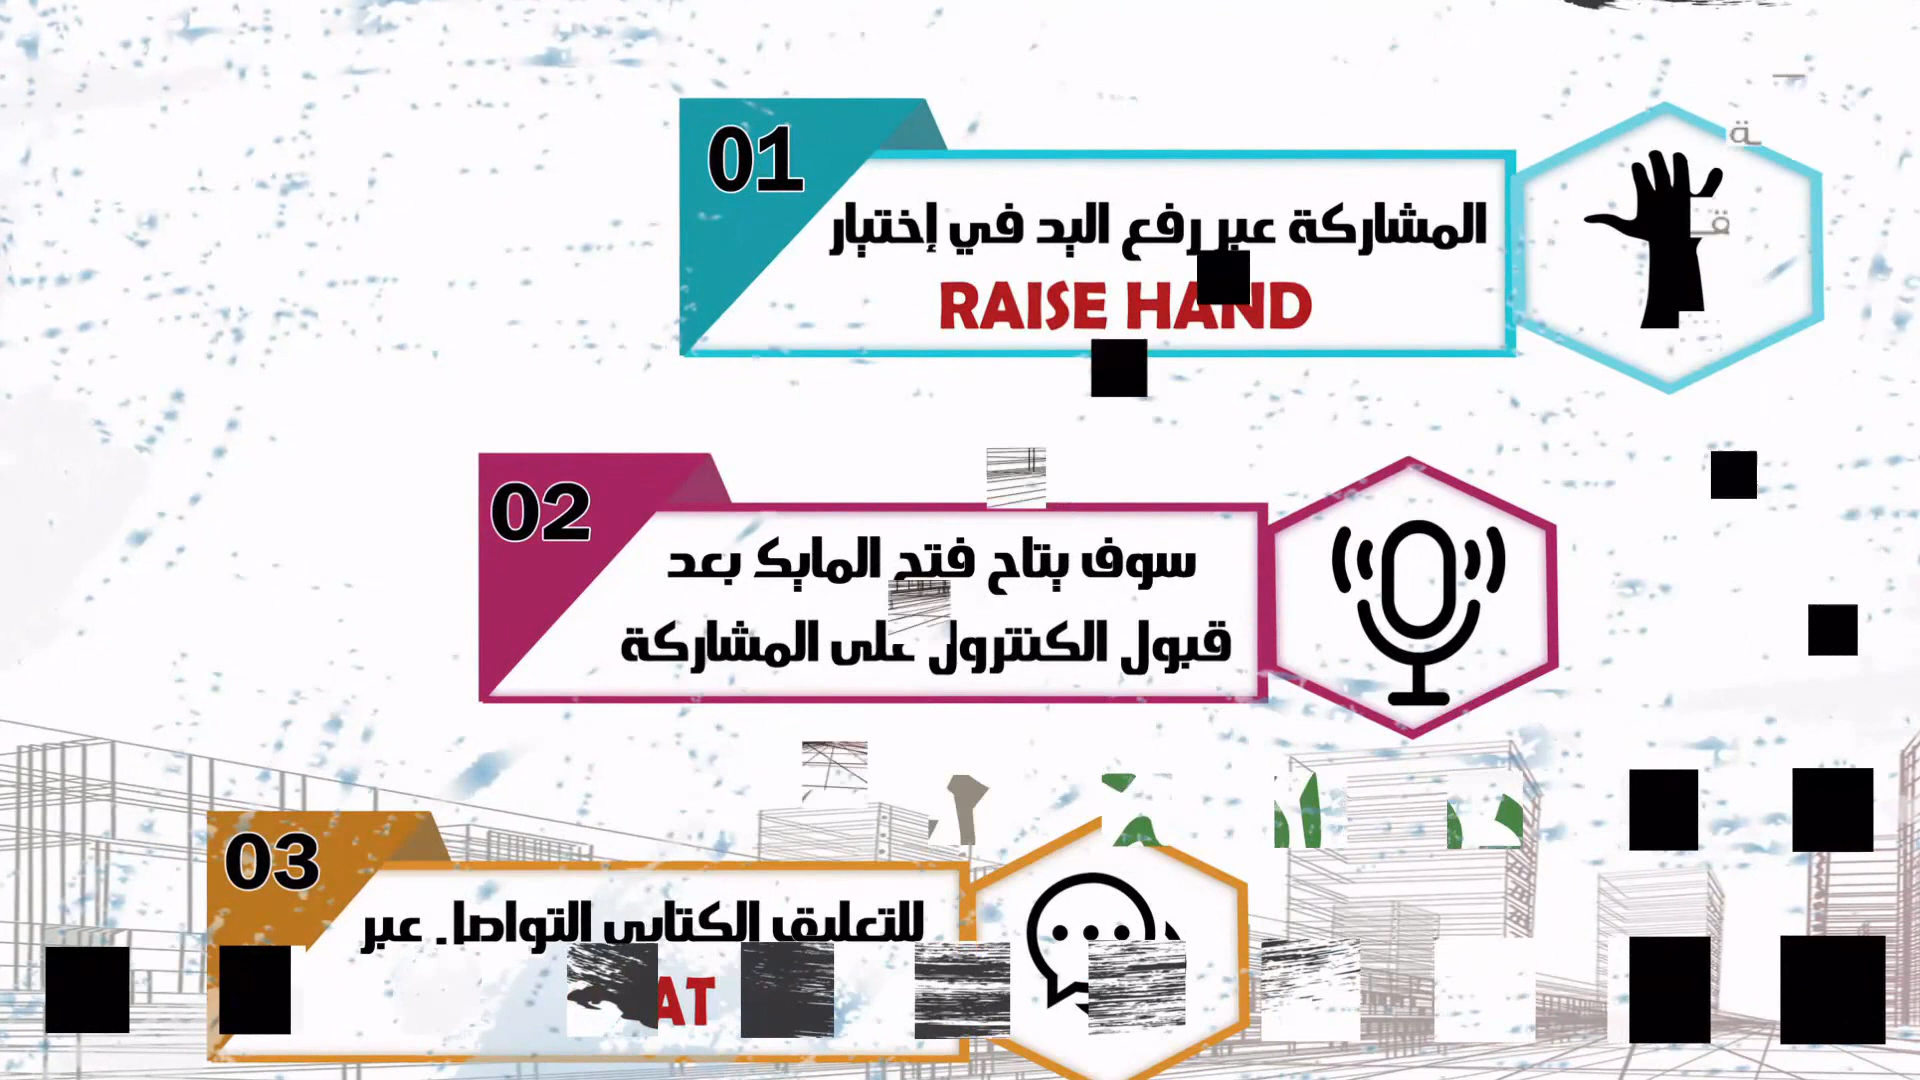 01
المشاركة عبر رفع اليد في إختيار
RAISE HAND
02
سوف يتاح فتح المايك بعد
قبول الكنترول على المشاركة
03
للتعليق الكتابي التواصل عبر